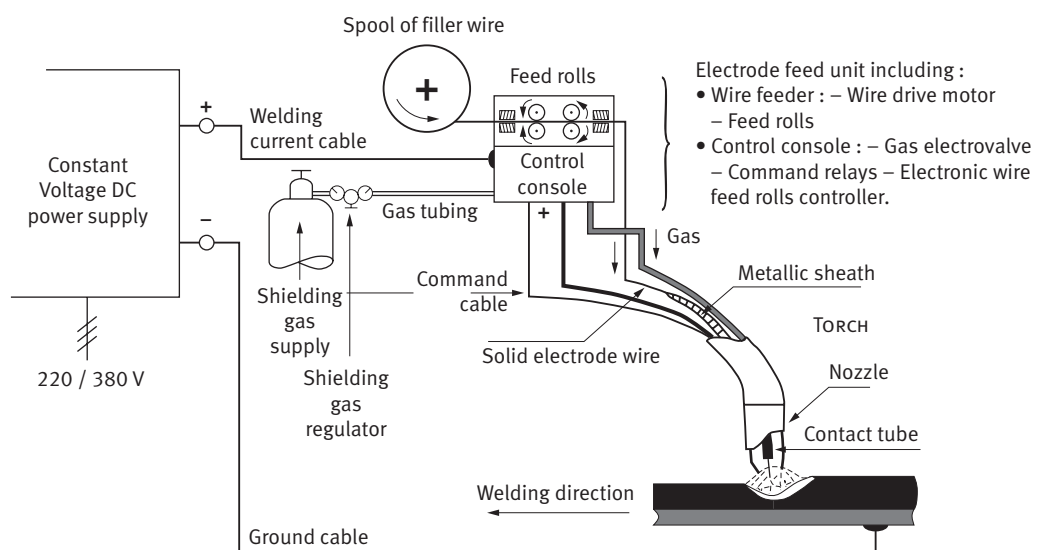 Spool of filler wire
+
Feed rolls
Electrode feed unit including :
• Wire feeder : – Wire drive motor
– Feed rolls
• Control console : – Gas electrovalve
– Command relays – Electronic wire
feed rolls controller.
+
Welding
current cable
Constant
Voltage DC
power supply
Control
console
Gas tubing
–
+
Gas
Metallic sheath
Command
cable
Shielding
gas
supply
TORCH
Solid electrode wire
220 / 380 V
Shielding
gas
regulator
Nozzle
Contact tube
Welding direction
Ground cable